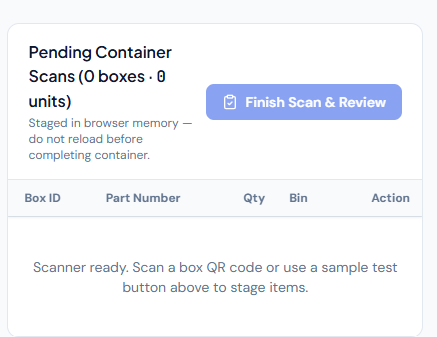 Pending Container
Scans (0 boxes · 0
units)
Staged in browser memory —
do not reload before
completing container.
Finish Scan & Review
Box ID Part Number Qty Bin Action
Scanner ready. Scan a box QR code or use a sample test
button above to stage items.